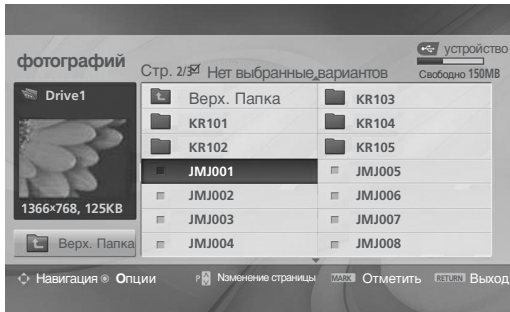 устройство
фотографий
Стр. 2/3 Нет выбранные вариантов
Свободно 150MB
Drive1
Верх. Папка
KR101
KR102
JMJ001
JMJ002
JMJ003
JMJ004
KR103
KR104
KR105
JMJ005
JMJ006
JMJ007
JMJ008
1366×768, 125KB
Верх. Папка
Навигация Опции P Nзменение страницы MARK Отметить RETURN Выход